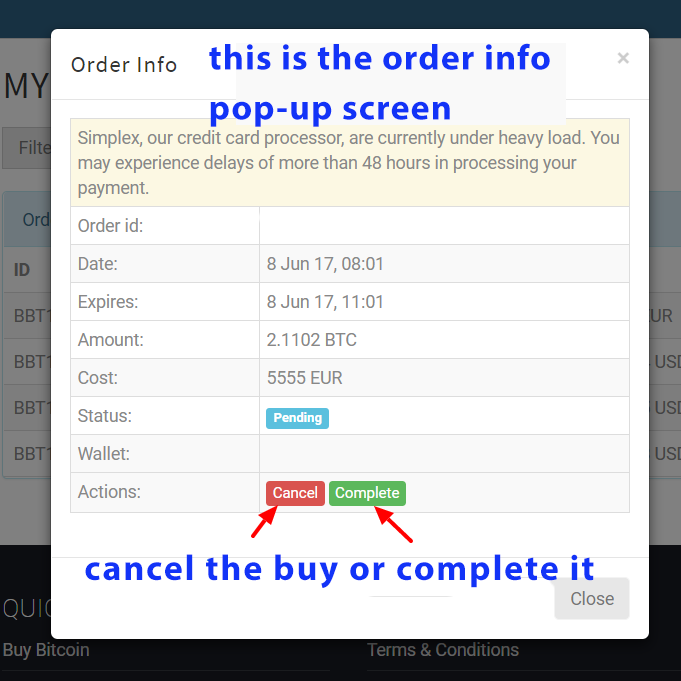 Order Info
this is the order info
×
pop-up screen
MY
Simplex, our credit card processor, are currently under heavy load. You
may experience delays of more than 48 hours in processing your
payment.
Filte
Order id:
Ord
Date: 8 Jun 17, 08:01
ID
Expires: 8 Jun 17, 11:01
BBT1
EUR
Amount: 2.1102 BTC
BBT1
USD
Cost: 5555 EUR
BBT1
USD
Status: Pending
BBT1
USD
Wallet:
Actions: Cancel Complete
cancel the buy or complete it
Close
QUIC
Buy Bitcoin
Terms & Conditions